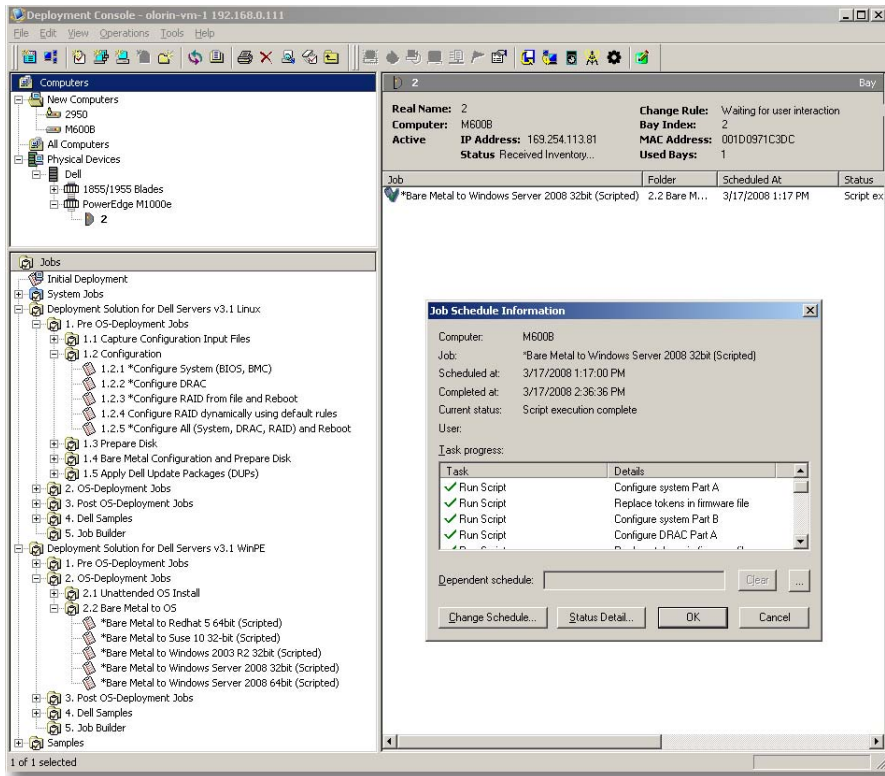 Deployment Console - olorin-vm-1 192.168.0.111
File Edit View Operations Tools Help
Computers
New Computers
2950
M600B
All Computers
Physical Devices
Dell
1855/1955 Blades
PowerEdge M1000e
2
Jobs
Initial Deployment
System Jobs
Deployment Solution for Dell Servers v3.1 Linux
1. Pre OS-Deployment Jobs
1.1 Capture Configuration Input Files
1.2 Configuration
1.2.1 *Configure System (BIOS, BMC)
1.2.2 *Configure DRAC
1.2.3 *Configure RAID from file and Reboot
1.2.4 Configure RAID dynamically using default rules
1.2.5 *Configure All (System, DRAC, RAID) and Reboot
1.3 Prepare Disk
1.4 Bare Metal Configuration and Prepare Disk
1.5 Apply Dell Update Packages (DUPs)
2. OS-Deployment Jobs
3. Post OS-Deployment Jobs
4. Dell Samples
5. Job Builder
Deployment Solution for Dell Servers v3.1 WinPE
1. Pre OS-Deployment Jobs
2. OS-Deployment Jobs
2.1 Unattended OS Install
2.2 Bare Metal to OS
*Bare Metal to Redhat 5 64bit (Scripted)
*Bare Metal to Suse 10 32-bit (Scripted)
*Bare Metal to Windows 2003 R2 32bit (Scripted)
*Bare Metal to Windows Server 2008 32bit (Scripted)
*Bare Metal to Windows Server 2008 64bit (Scripted)
3. Post OS-Deployment Jobs
4. Dell Samples
5. Job Builder
Samples
1 of 1 selected
2 Bay
Real Name: 2 Change Rule: Waiting for user interaction
Computer: M600B Bay Index: 2
Active IP Address: 169.254.113.81 MAC Address: 001D0971C3DC
Status Received Inventory... Used Bays: 1
Job Folder Scheduled At Status
*Bare Metal to Windows Server 2008 32bit (Scripted) 2.2 Bare M... 3/17/2008 1:17 PM Script ex
Job Schedule Information
Computer: M600B
Job: *Bare Metal to Windows Server 2008 32bit (Scripted)
Scheduled at: 3/17/2008 1:17:00 PM
Completed at: 3/17/2008 2:36:36 PM
Current status: Script execution complete
User:
Task progress:
Task Details
Run Script Configure system Part A
Run Script Replace tokens in firmware file
Run Script Configure system Part B
Run Script Configure DRAC Part A
Dependent schedule: Clear ...
Change Schedule... Status Detail... OK Cancel